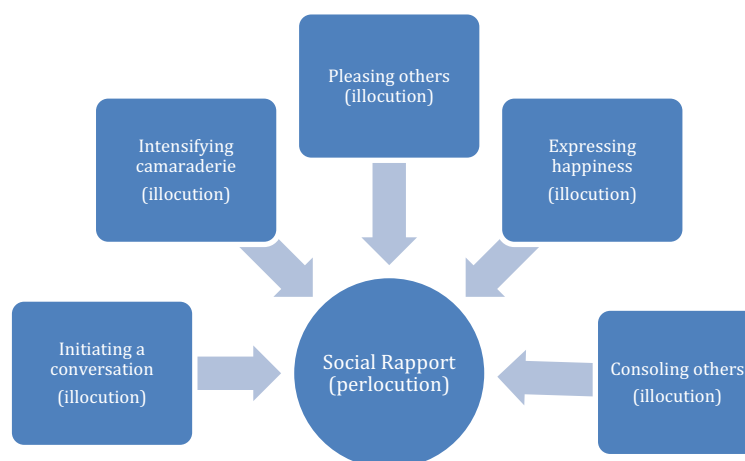 Pleasing others
(illocution)
Intensifying
camaraderie
(illocution)
Expressing
happiness
(illocution)
Initiating a
conversation
(illocution)
Social Rapport
(perlocution)
Consoling others
(illocution)